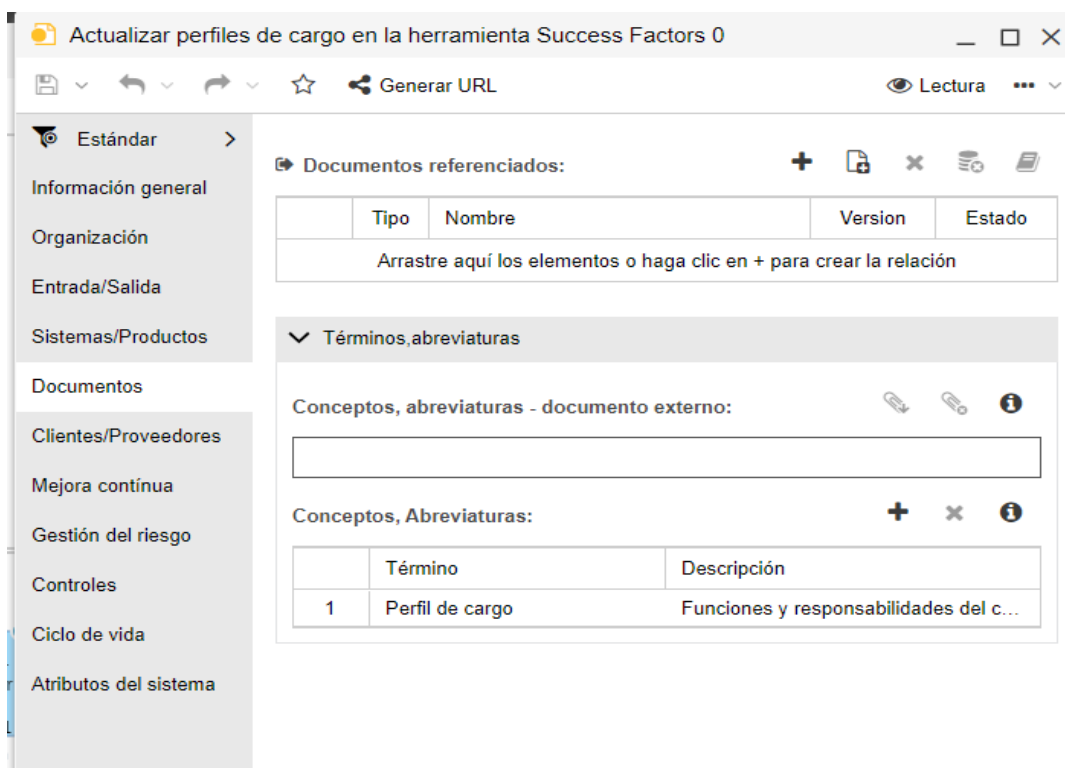 Actualizar perfiles de cargo en la herramienta Success Factors 0
Generar URL
Lectura
Estándar
Información general
Organización
Entrada/Salida
Sistemas/Productos
Documentos
Clientes/Proveedores
Mejora contínua
Gestión del riesgo
Controles
Ciclo de vida
Atributos del sistema
Documentos referenciados:
Tipo Nombre Version Estado
Arrastre aquí los elementos o haga clic en + para crear la relación
Términos,abreviaturas
Conceptos, abreviaturas - documento externo:
Conceptos, Abreviaturas:
Término Descripción
1 Perfil de cargo Funciones y responsabilidades del c...